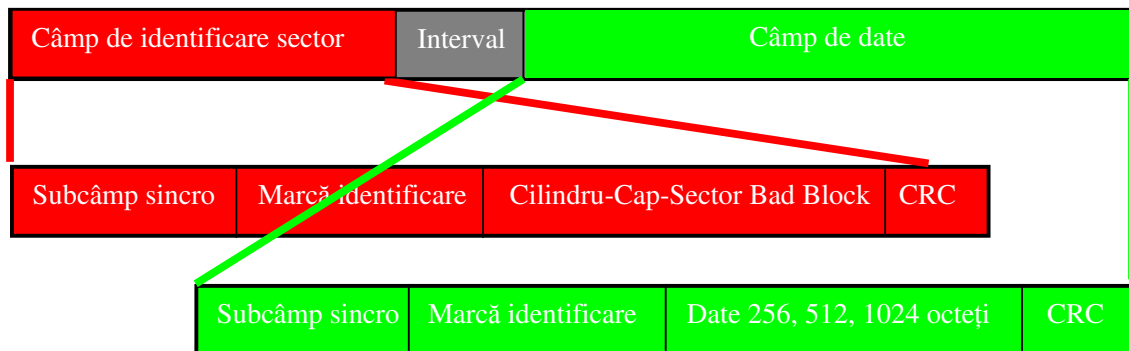 Câmp de identificare sector Interval Câmp de date
Subcâmp sincro Marcă identificare Cilindru-Cap-Sector Bad Block CRC
Subcâmp sincro Marcă identificare Date 256, 512, 1024 octeți CRC